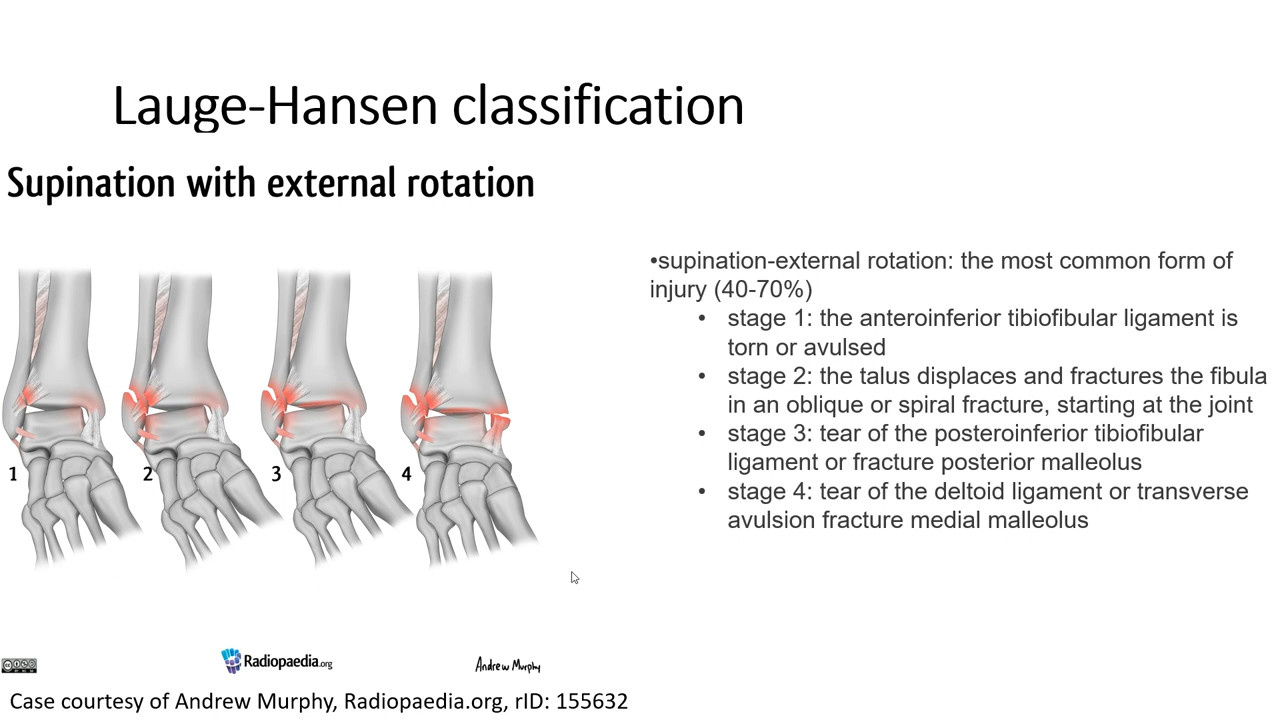 Lauge-Hansen classification
Supination with external rotation
•supination-external rotation: the most common form of
injury (40-70%)
• stage 1: the anteroinferior tibiofibular ligament is
torn or avulsed
• stage 2: the talus displaces and fractures the fibula
in an oblique or spiral fracture, starting at the joint
• stage 3: tear of the posteroinferior tibiofibular
ligament or fracture posterior malleolus
• stage 4: tear of the deltoid ligament or transverse
avulsion fracture medial malleolus
1 2 3 4
Radiopaedia.org
Andrew Murphy
Case courtesy of Andrew Murphy, Radiopaedia.org, rID: 155632